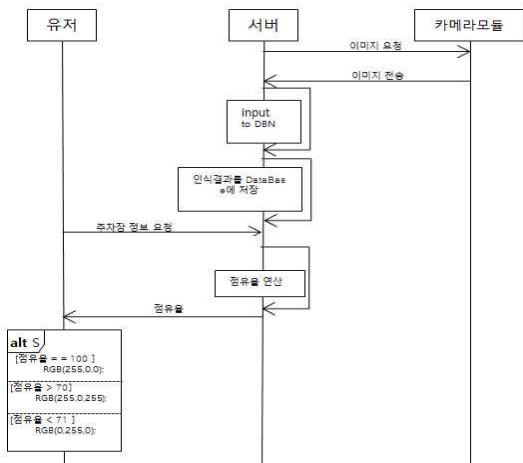 유저
서버
카메라모듈
이미지 요청
이미지 전송
input
to DBN
인식결과를 DataBas
e에 저장
주차장 정보 요청
점유율 연산
점유율
alt S
[점유율 = = 100 ]
RGB(255,0,0);
[점유율 > 70]
RGB(255,0,255);
[점유율 < 71 ]
RGB(0,255,0);